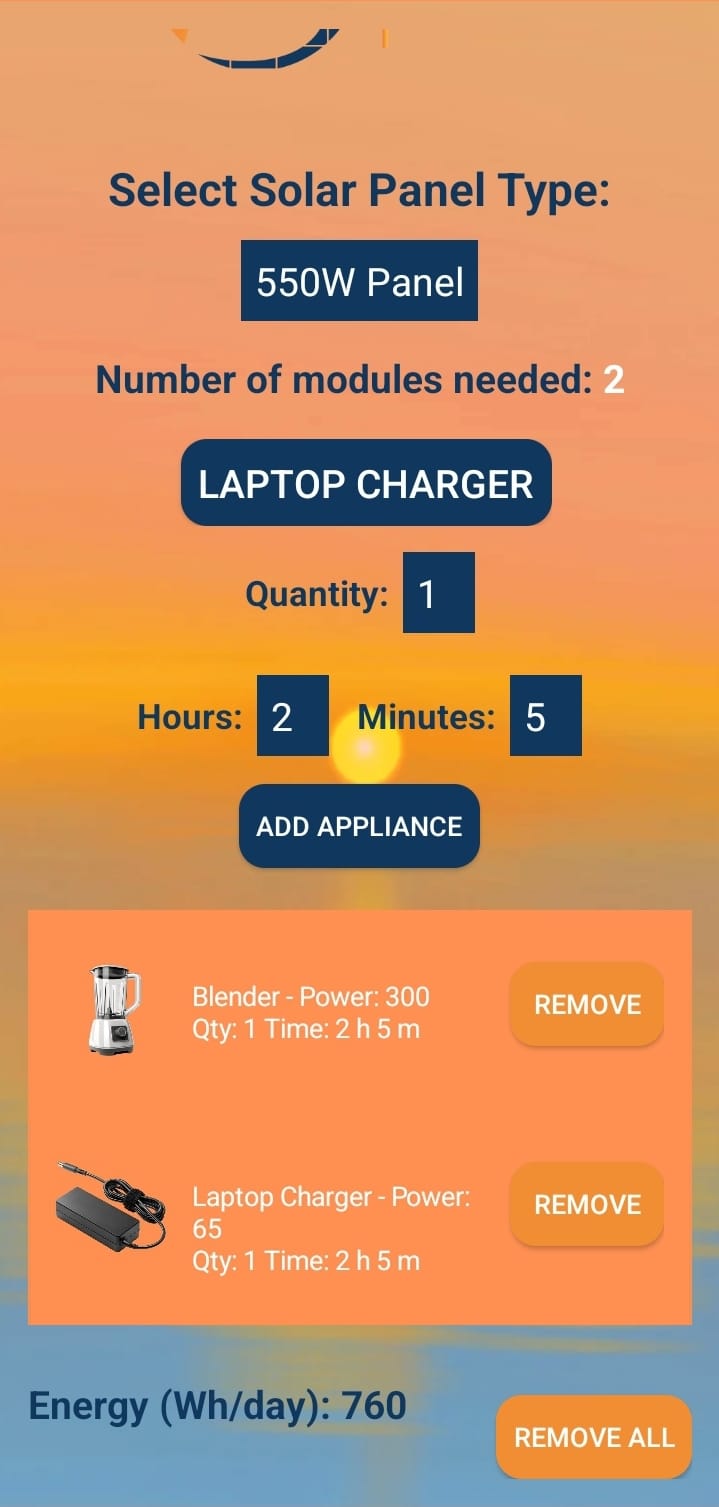 Select Solar Panel Type:
550W Panel
Number of modules needed: 2
LAPTOP CHARGER
Quantity: 1
Hours: 2 Minutes: 5
ADD APPLIANCE
Blender - Power: 300
Qty: 1 Time: 2 h 5 m
REMOVE
Laptop Charger - Power:
65
Qty: 1 Time: 2 h 5 m
REMOVE
Energy (Wh/day): 760
REMOVE ALL